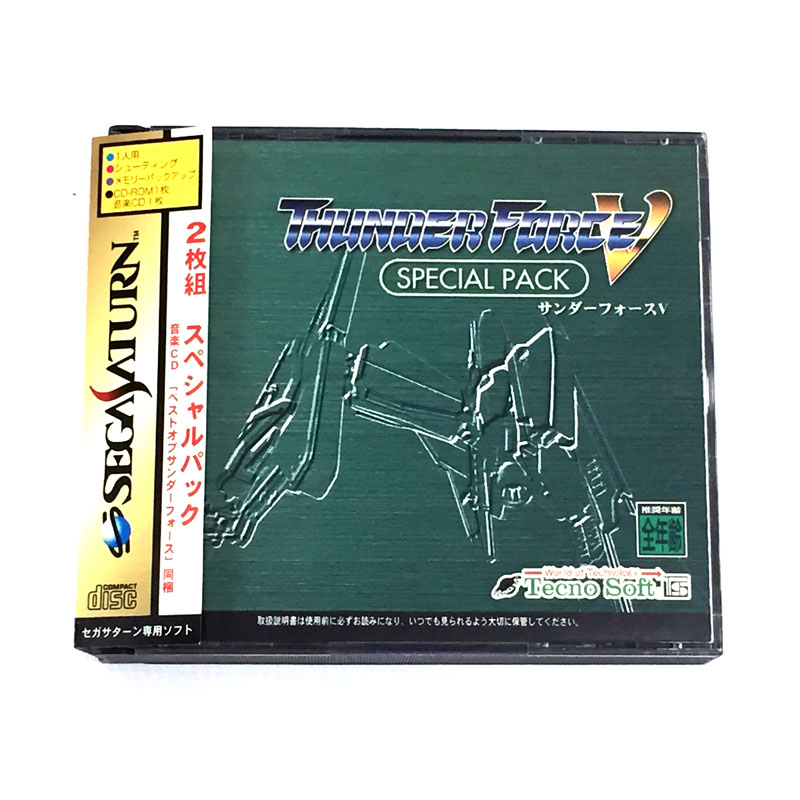 ●1人用
●シューティング
●メモリーバックアップ
●CD-ROM1枚
音楽CD1枚
SEGA SATURN™
COMPACT
disc
セガサターン専用ソフト
2枚組 スペシャルパック
音楽CD「ベストオブサンダーフォース」同梱
THUNDER FORCE V
SPECIAL PACK
サンダーフォースV
推奨年齢
全年齢
World of Technology
Tecno Soft TS
取扱説明書は使用前に必ずお読みになり、いつでも見られるよう大切に保管してください。